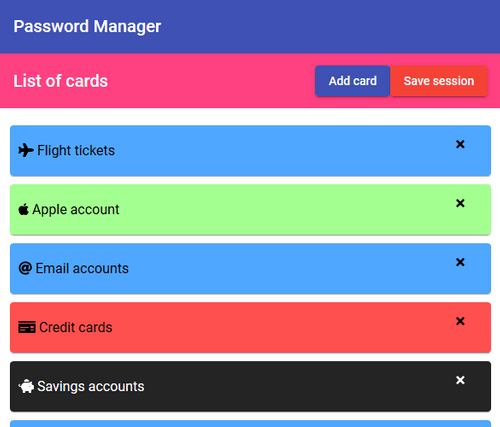 Password Manager
List of cards
Add card
Save session
Flight tickets
Apple account
Email accounts
Credit cards
Savings accounts